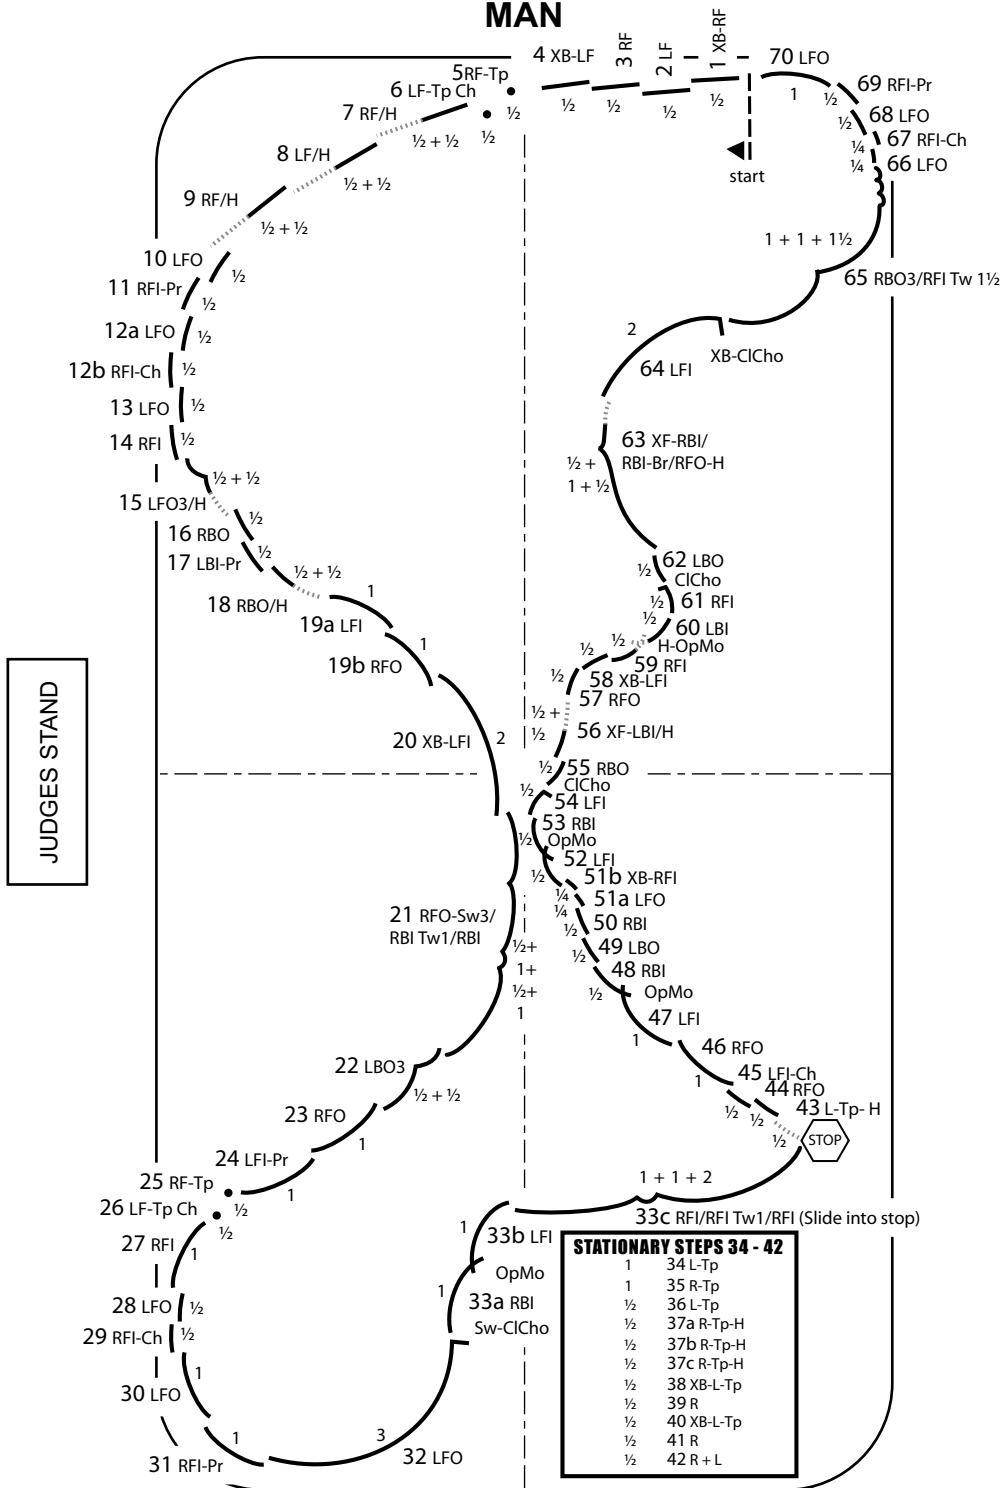 MAN
1 XB-RF
½
2 LF
½
3 RF
½
4 XB-LF
½
5RF-Tp
½
6 LF-Tp Ch
½
7 RF/H
½ + ½
8 LF/H
½ + ½
9 RF/H
½ + ½
10 LFO
½
11 RFI-Pr
½
12a LFO
½
12b RFI-Ch
½
13 LFO
½
14 RFI
½
15 LFO3/H
½ + ½
16 RBO
½
17 LBI-Pr
½
18 RBO/H
½ + ½
19a LFI
1
19b RFO
1
20 XB-LFI
2
21 RFO-Sw3/
RBI Tw1/RBI
½+
1+
½+
1
22 LBO3
½ + ½
23 RFO
1
24 LFI-Pr
1
25 RF-Tp
½
26 LF-Tp Ch
½
27 RFI
1
28 LFO
½
29 RFI-Ch
½
30 LFO
1
31 RFI-Pr
1
32 LFO
3
Sw-ClCho
33a RBI
1
OpMo
33b LFI
1
33c RFI/RFI Tw1/RFI (Slide into stop)
1 + 1 + 2
STOP
STATIONARY STEPS 34 - 42
1 34 L-Tp
1 35 R-Tp
½ 36 L-Tp
½ 37a R-Tp-H
½ 37b R-Tp-H
½ 37c R-Tp-H
½ 38 XB-L-Tp
½ 39 R
½ 40 XB-L-Tp
½ 41 R
½ 42 R + L
43 L-Tp- H
½
44 RFO
½
45 LFI-Ch
½
46 RFO
1
47 LFI
1
OpMo
48 RBI
½
49 LBO
½
50 RBI
½
51a LFO
¼
51b XB-RFI
¼
52 LFI
½
OpMo
53 RBI
½
54 LFI
½
ClCho
55 RBO
½
56 XF-LBI/H
½ +
½
57 RFO
½
58 XB-LFI
½
59 RFI
½
H-OpMo
60 LBI
½
61 RFI
½
ClCho
62 LBO
½
63 XF-RBI/
RBI-Br/RFO-H
½ +
1 + ½
64 LFI
2
XB-ClCho
65 RBO3/RFI Tw 1½
1 + 1 + 1½
66 LFO
¼
67 RFI-Ch
¼
68 LFO
½
69 RFI-Pr
½
70 LFO
1
start
JUDGES STAND